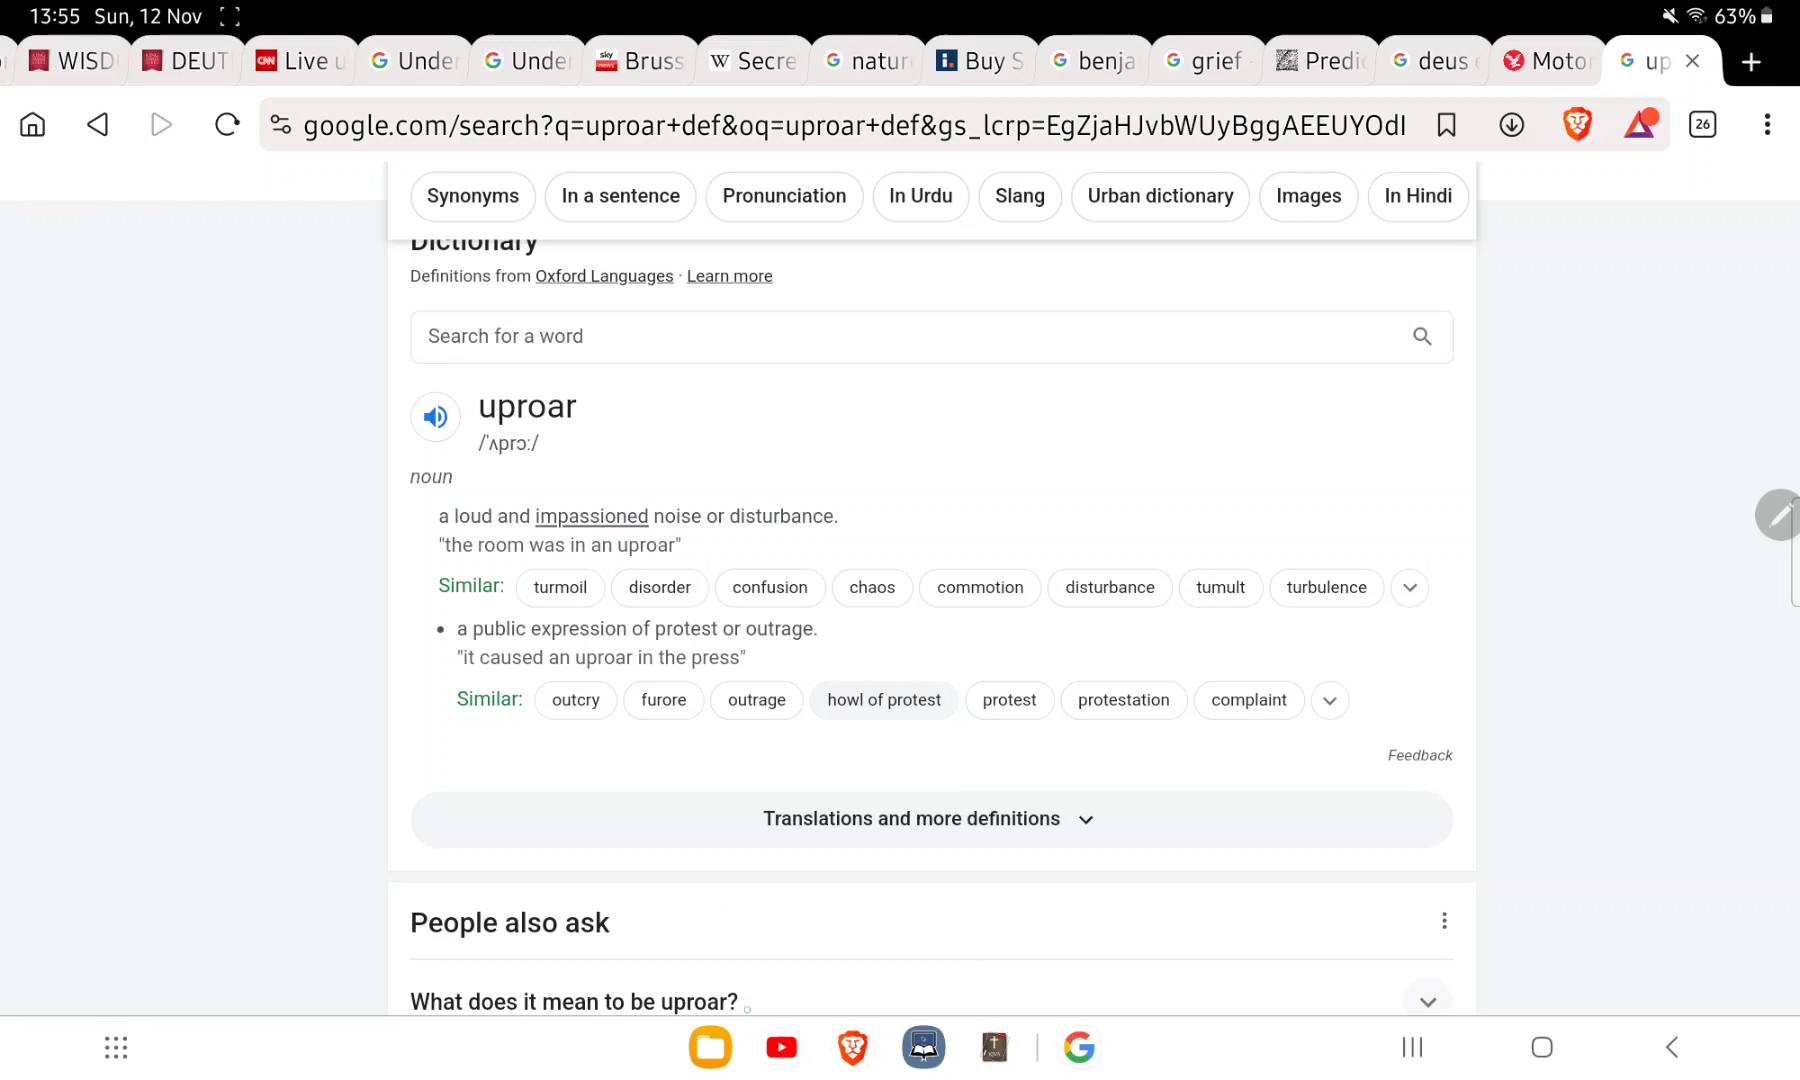 13:55 Sun, 12 Nov 63%
WISD DEUT CNN Live u Unde Unde sky news Bruss W Secre natur i. Buy S benja grief - Predic deus e Moto up
google.com/search?q=uproar+def&oq=uproar+def&gs_lcrp=EgZjaHJvbWUyBggAEEUYOdI 26
Synonyms In a sentence Pronunciation In Urdu Slang Urban dictionary Images In Hindi
Dictionary
Definitions from Oxford Languages · Learn more
Search for a word
uproar
/ˈʌprɔː/
noun
a loud and impassioned noise or disturbance.
"the room was in an uproar"
Similar: turmoil disorder confusion chaos commotion disturbance tumult turbulence
• a public expression of protest or outrage.
"it caused an uproar in the press"
Similar: outcry furore outrage howl of protest protest protestation complaint
Feedback
Translations and more definitions
People also ask
What does it mean to be uproar?